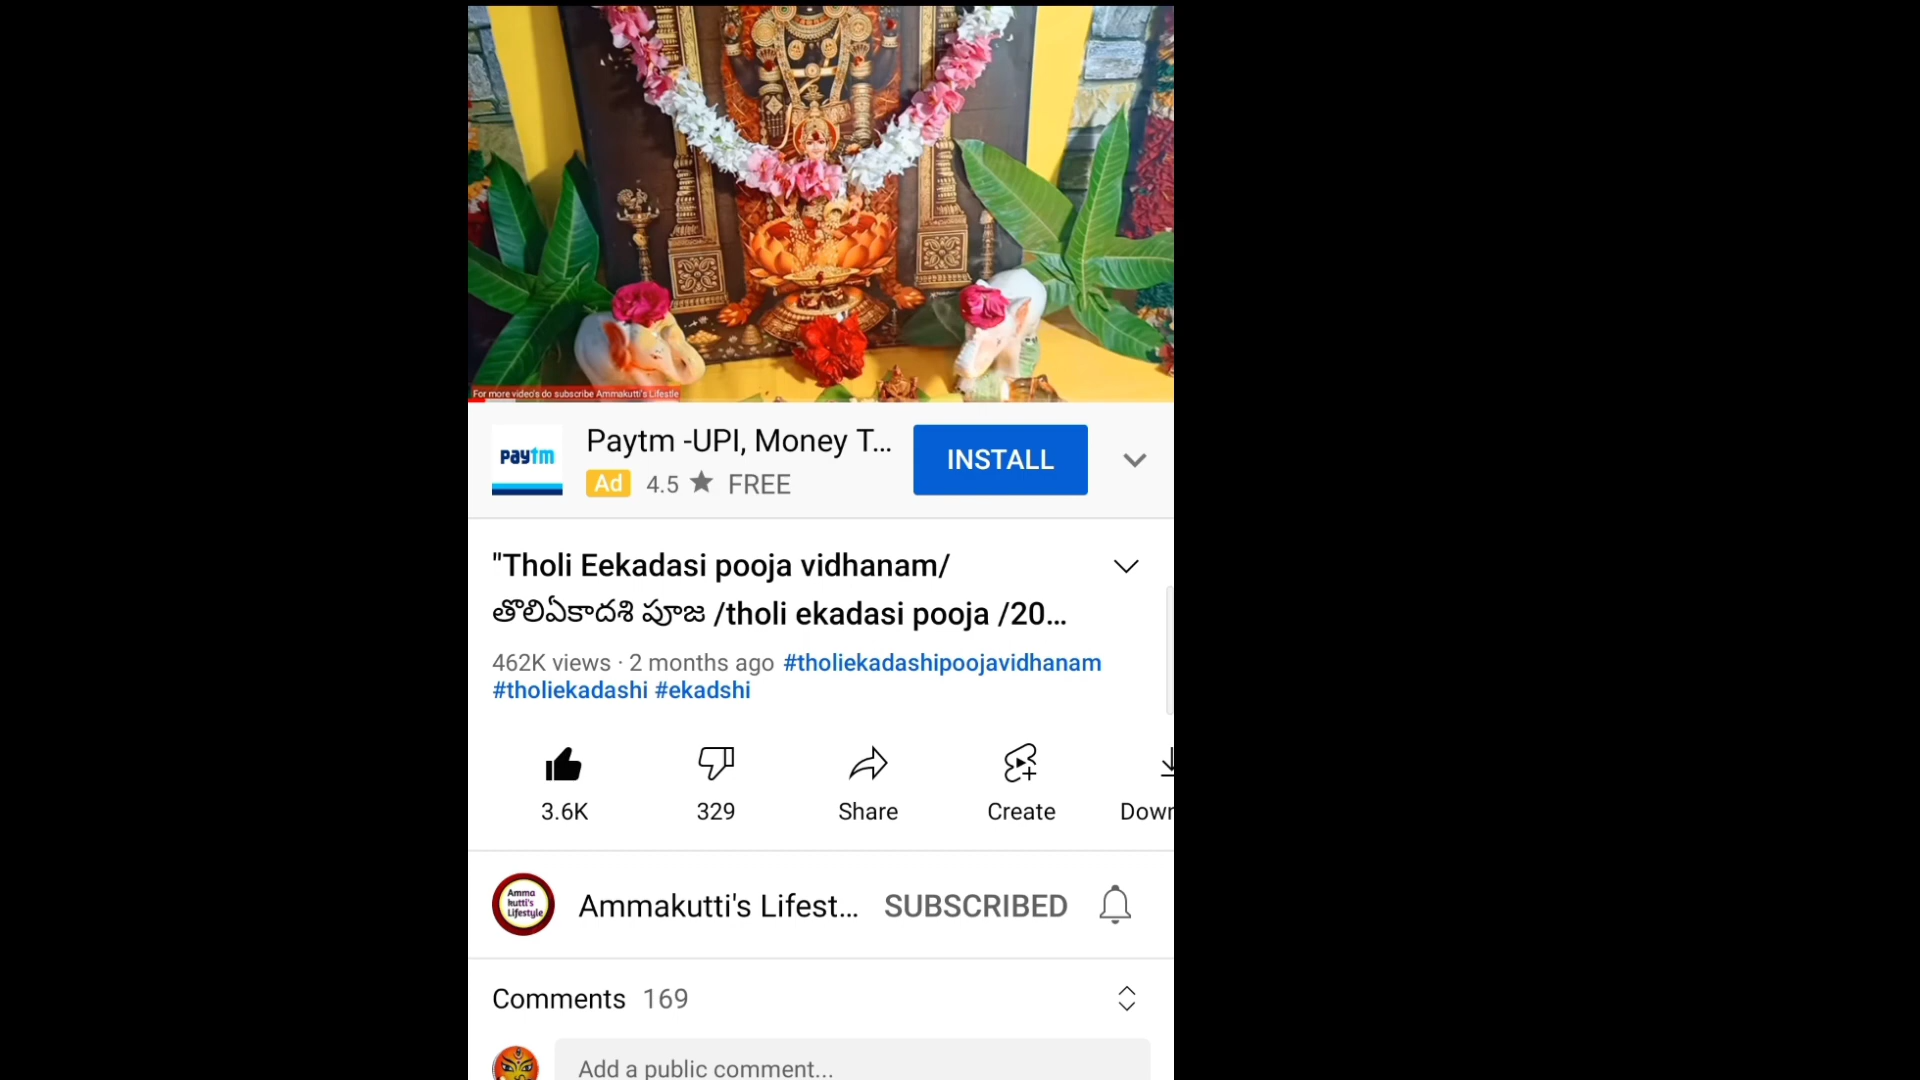 For more video's do subscribe Ammakutti's Lifestle
paytm
Paytm -UPI, Money T...
INSTALL
Ad 4.5 ★ FREE
"Tholi Eekadasi pooja vidhanam/
తొలిఏకాదశి పూజ /tholi ekadasi pooja /20...
462K views · 2 months ago #tholiekadashipoojavidhanam
#tholiekadashi #ekadshi
3.6K
329
Share
Create
Down
Amma
kutti's
Lifestyle
Ammakutti's Lifest...
SUBSCRIBED
Comments 169
Add a public comment...